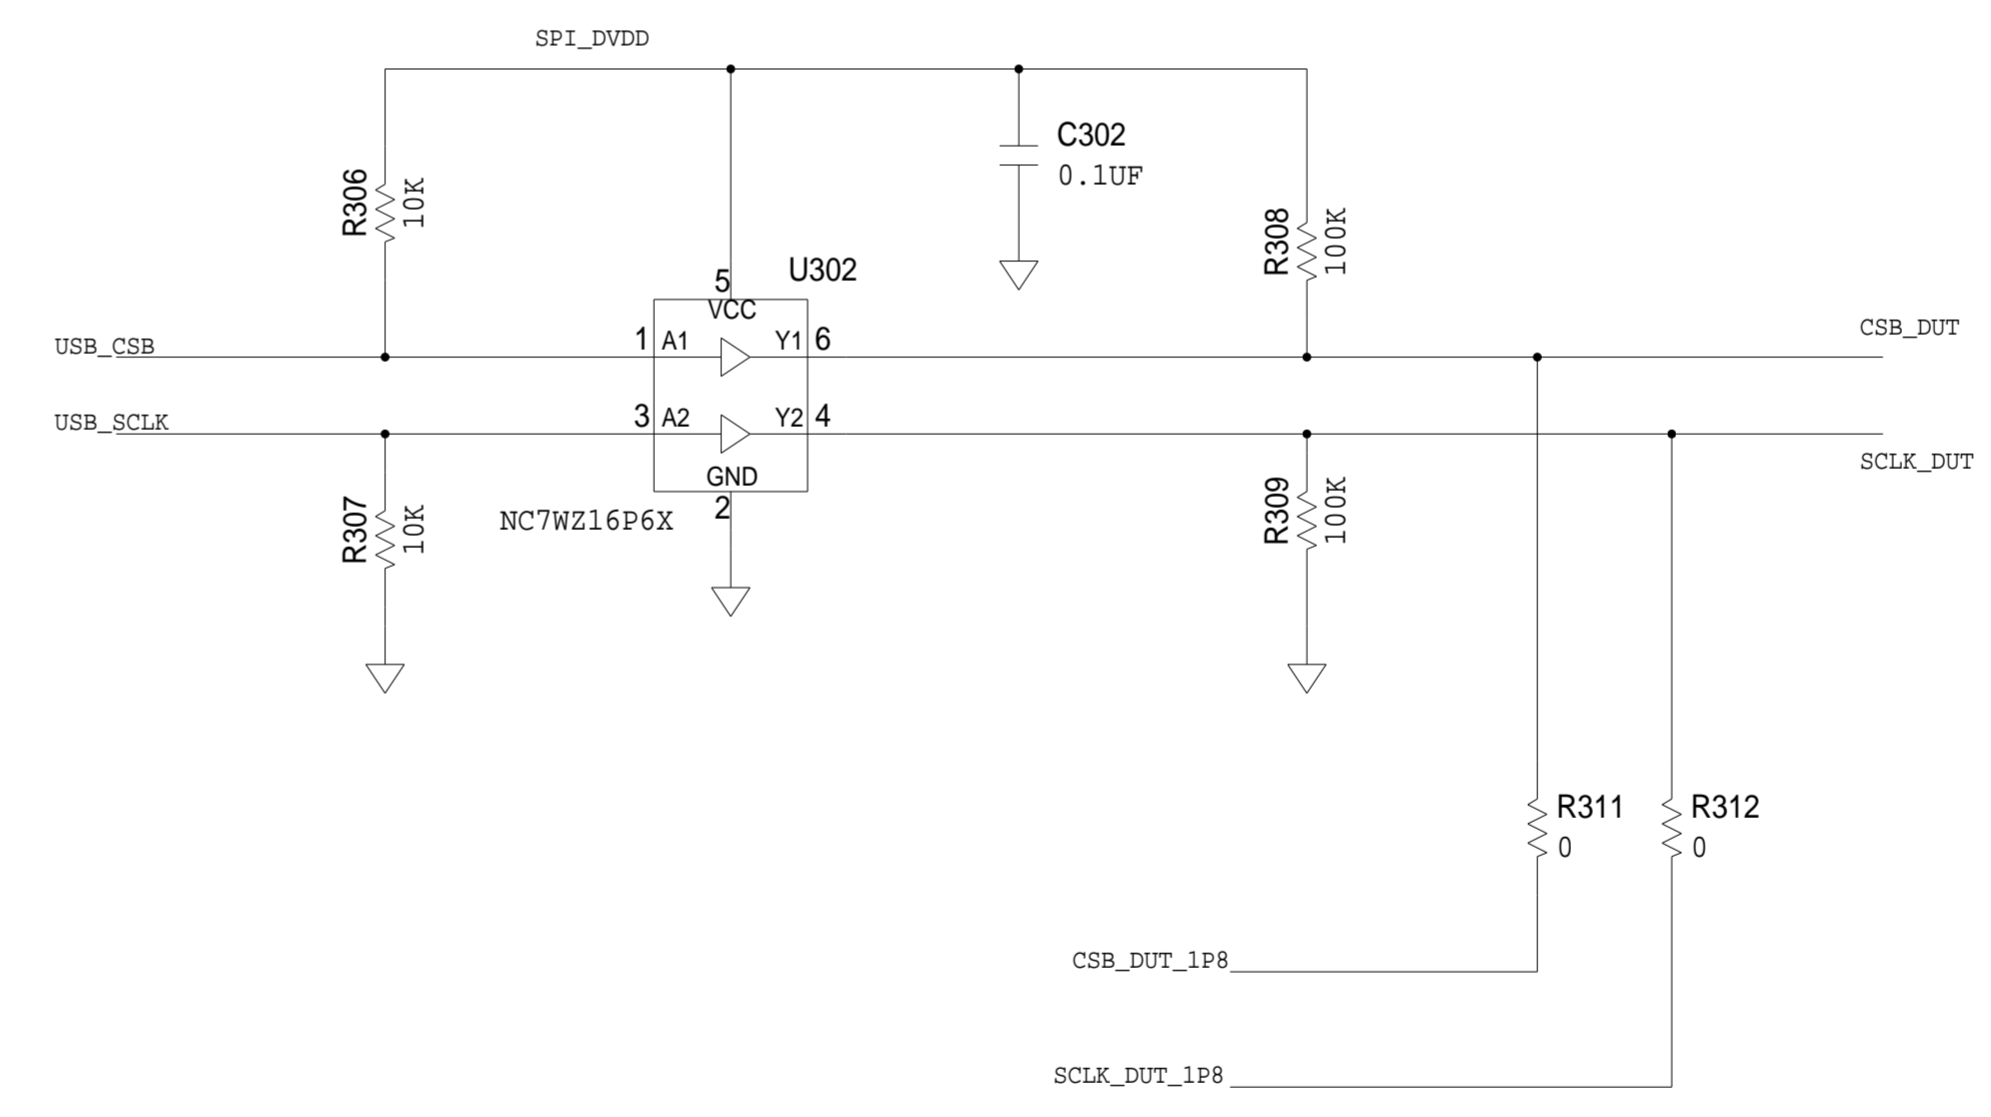 SPI_DVDD
C302
0.1UF
R306
10K
R308
100K
U302
5
VCC
USB_CSB
1
A1
Y1
6
CSB_DUT
USB_SCLK
3
A2
Y2
4
SCLK_DUT
GND
2
NC7WZ16P6X
R307
10K
R309
100K
R311
0
R312
0
CSB_DUT_1P8
SCLK_DUT_1P8